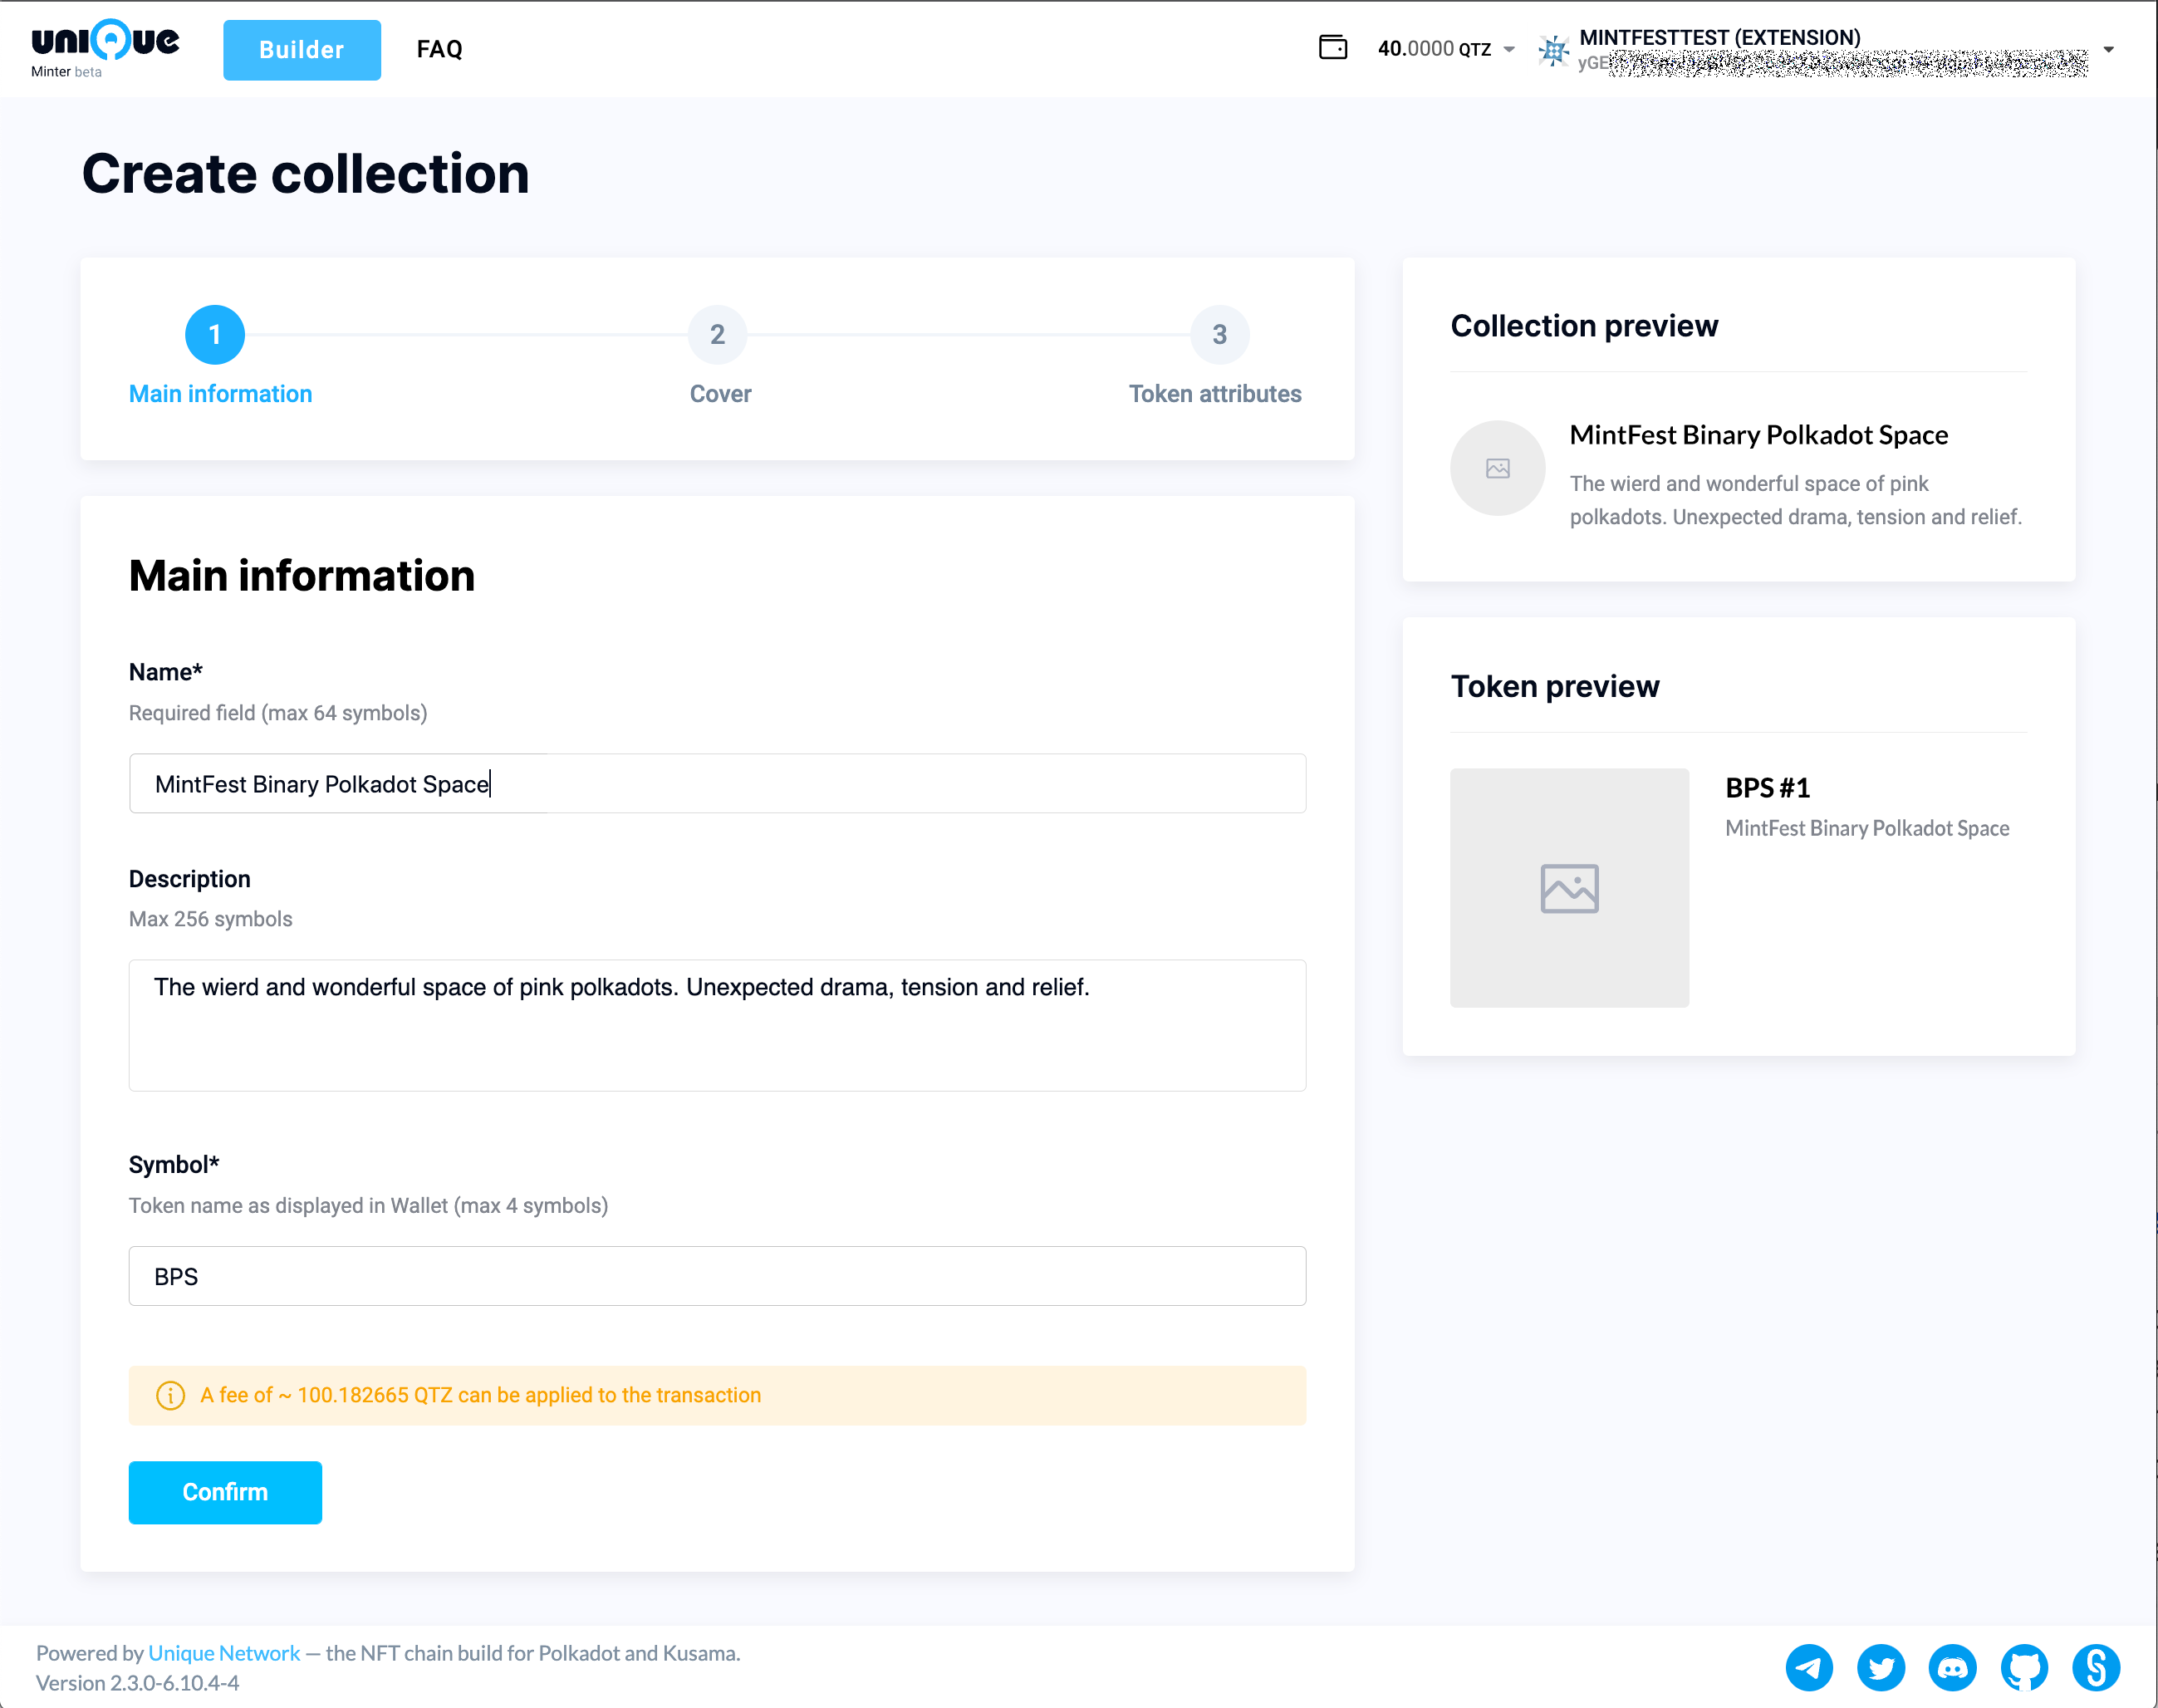 uniQue
Minter beta
Builder
FAQ
40.0000 QTZ
MINTFESTTEST (EXTENSION)
yGE
Create collection
1
2
3
Main information
Cover
Token attributes
Main information
Name*
Required field (max 64 symbols)
MintFest Binary Polkadot Space
Description
Max 256 symbols
The wierd and wonderful space of pink polkadots. Unexpected drama, tension and relief.
Symbol*
Token name as displayed in Wallet (max 4 symbols)
BPS
A fee of ~ 100.182665 QTZ can be applied to the transaction
Confirm
Collection preview
MintFest Binary Polkadot Space
The wierd and wonderful space of pink
polkadots. Unexpected drama, tension and relief.
Token preview
BPS #1
MintFest Binary Polkadot Space
Powered by Unique Network — the NFT chain build for Polkadot and Kusama.
Version 2.3.0-6.10.4-4